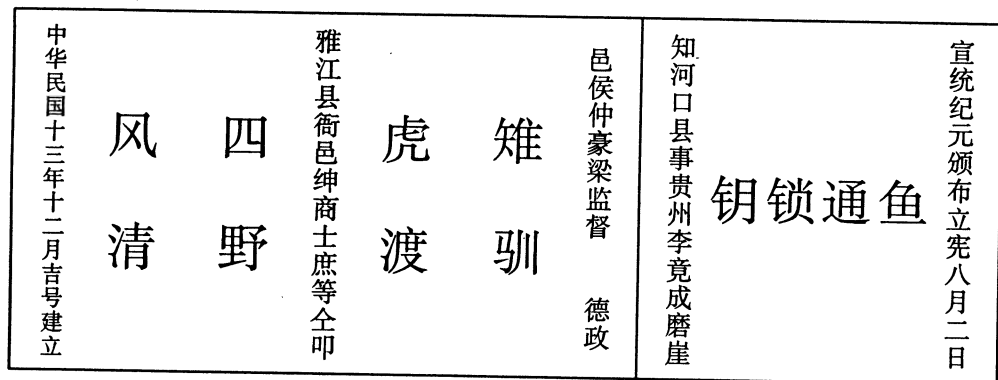 宣统纪元颁布立宪八月二日
鱼通锁钥
知河口县事贵州李竟成磨崖
邑侯仲豪梁监督 德政
雉驯
虎渡
雅江县衙邑绅商士庶等仝叩
四野
风清
中华民国十三年十二月吉号建立